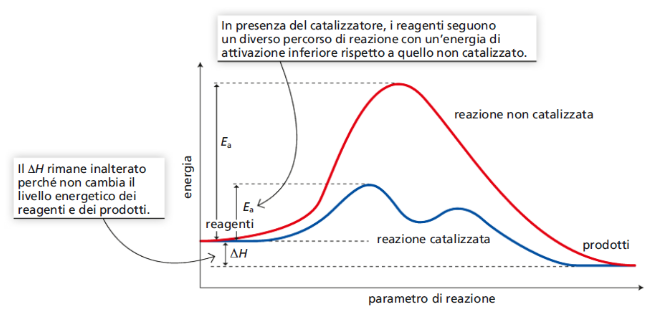 In presenza del catalizzatore, i reagenti seguono
un diverso percorso di reazione con un'energia di
attivazione inferiore rispetto a quello non catalizzato.
reazione non catalizzata
Ea
Il ΔH rimane inalterato
perché non cambia il
livello energetico dei
reagenti e dei prodotti.
energia
Ea
reagenti
reazione catalizzata
prodotti
ΔH
parametro di reazione